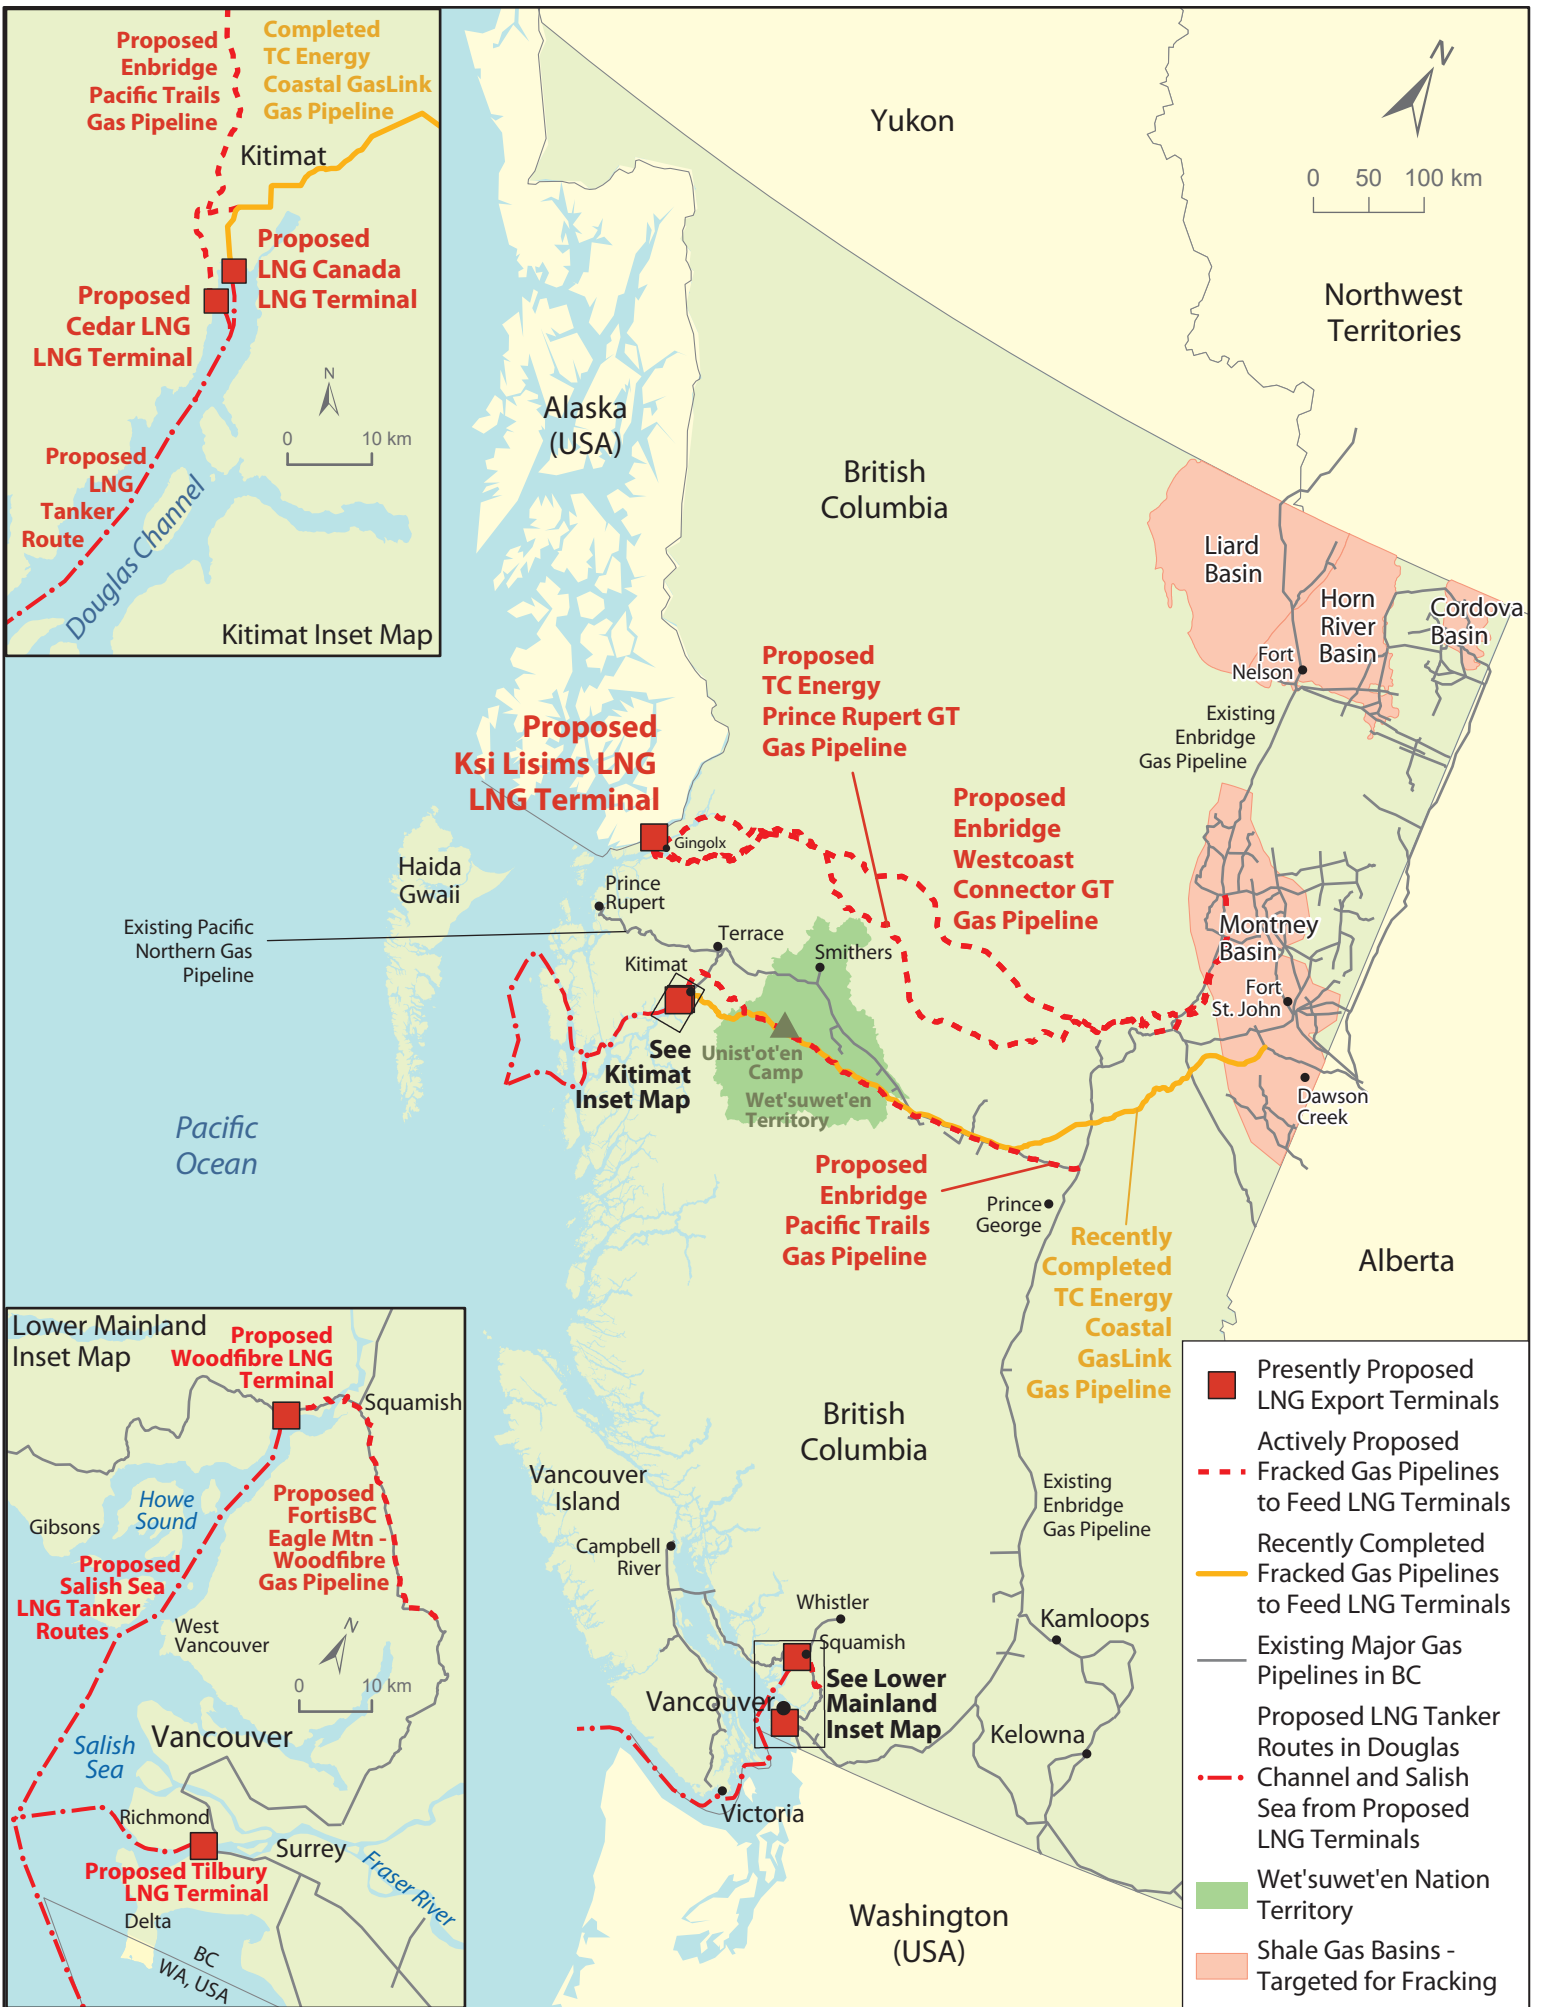 Proposed
Enbridge
Pacific Trails
Gas Pipeline
Completed
TC Energy
Coastal GasLink
Gas Pipeline
Kitimat
Proposed
LNG Canada
LNG Terminal
Proposed
Cedar LNG
LNG Terminal
N
0 10 km
Proposed
LNG
Tanker
Route
Douglas Channel
Kitimat Inset Map
Yukon
N
0 50 100 km
Northwest
Territories
Alaska
(USA)
British
Columbia
Liard
Basin
Horn
River
Basin
Cordova
Basin
Fort
Nelson
Existing
Enbridge
Gas Pipeline
Proposed
TC Energy
Prince Rupert GT
Gas Pipeline
Proposed
Ksi Lisims LNG
LNG Terminal
Proposed
Enbridge
Westcoast
Connector GT
Gas Pipeline
Gingolx
Haida
Gwaii
Prince
Rupert
Existing Pacific
Northern Gas
Pipeline
Terrace
Smithers
Kitimat
Montney
Basin
Fort
St. John
See
Kitimat
Inset Map
Unist'ot'en
Camp
Wet'suwet'en
Territory
Dawson
Creek
Pacific
Ocean
Proposed
Enbridge
Pacific Trails
Gas Pipeline
Prince
George
Recently
Completed
TC Energy
Coastal
GasLink
Gas Pipeline
Alberta
Lower Mainland
Inset Map
Proposed
Woodfibre LNG
Terminal
Squamish
Howe
Sound
Gibsons
Proposed
FortisBC
Eagle Mtn -
Woodfibre
Gas Pipeline
Proposed
Salish Sea
LNG Tanker
Routes
West
Vancouver
N
0 10 km
Salish
Sea
Vancouver
Richmond
Surrey
Fraser River
Proposed Tilbury
LNG Terminal
Delta
BC
WA, USA
British
Columbia
Vancouver
Island
Campbell
River
Existing
Enbridge
Gas Pipeline
Whistler
Squamish
Kamloops
See Lower
Mainland
Inset Map
Vancouver
Kelowna
Victoria
Washington
(USA)
Presently Proposed
LNG Export Terminals
Actively Proposed
Fracked Gas Pipelines
to Feed LNG Terminals
Recently Completed
Fracked Gas Pipelines
to Feed LNG Terminals
Existing Major Gas
Pipelines in BC
Proposed LNG Tanker
Routes in Douglas
Channel and Salish
Sea from Proposed
LNG Terminals
Wet'suwet'en Nation
Territory
Shale Gas Basins -
Targeted for Fracking